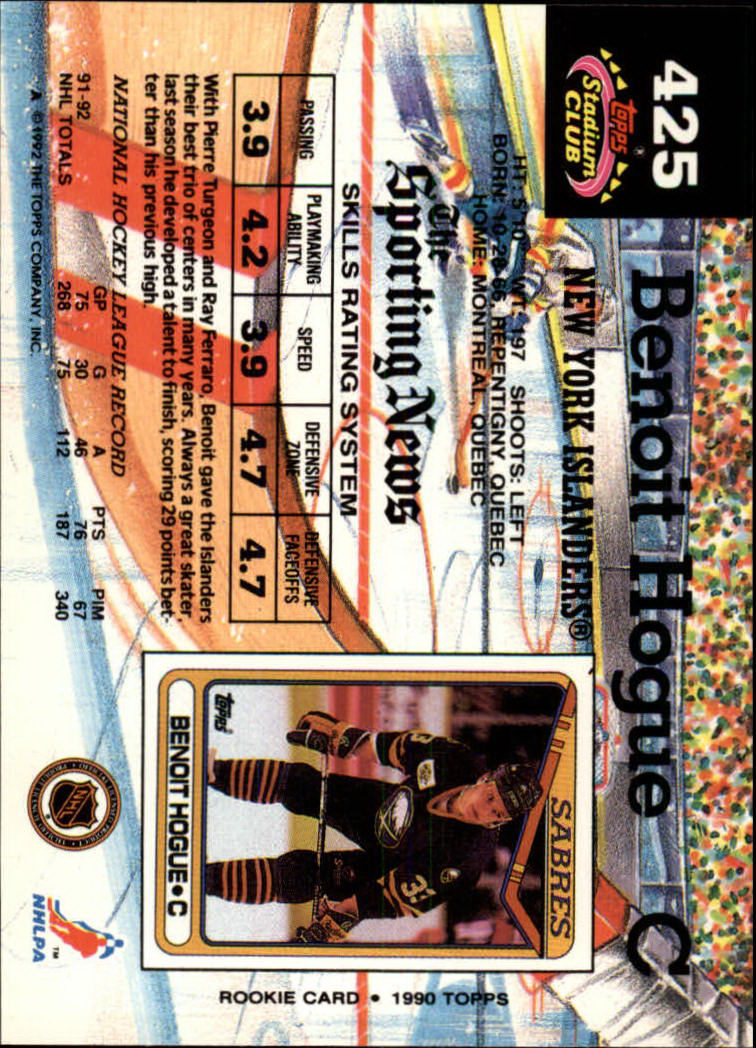 425
TOPPS®
Stadium
CLUB
Benoit Hogue C
NEW YORK ISLANDERS®
HT: 5'10" WT: 197 SHOOTS: LEFT
BORN: 10-28-66, REPENTIGNY, QUEBEC
HOME: MONTREAL, QUEBEC
The
Sporting News
SKILLS RATING SYSTEM
PASSING PLAYMAKING ABILITY SPEED DEFENSIVE ZONE DEFENSIVE FACEOFFS
3.9 4.2 3.9 4.7 4.7
With Pierre Turgeon and Ray Ferraro, Benoit gave the Islanders
their best trio of centers in many years. Always a great skater,
last season he developed a talent to finish, scoring 29 points bet-
ter than his previous high.
NATIONAL HOCKEY LEAGUE RECORD
GP G A PTS PIM
91-92 75 30 46 76 67
NHL TOTALS 268 75 112 187 340
A ©1992 THE TOPPS COMPANY, INC.
SABRES
33
TOPPS
BENOIT HOGUE•C
ROOKIE CARD • 1990 TOPPS
NHL
OFFICIAL LICENSED PRODUCT
NHLPA™